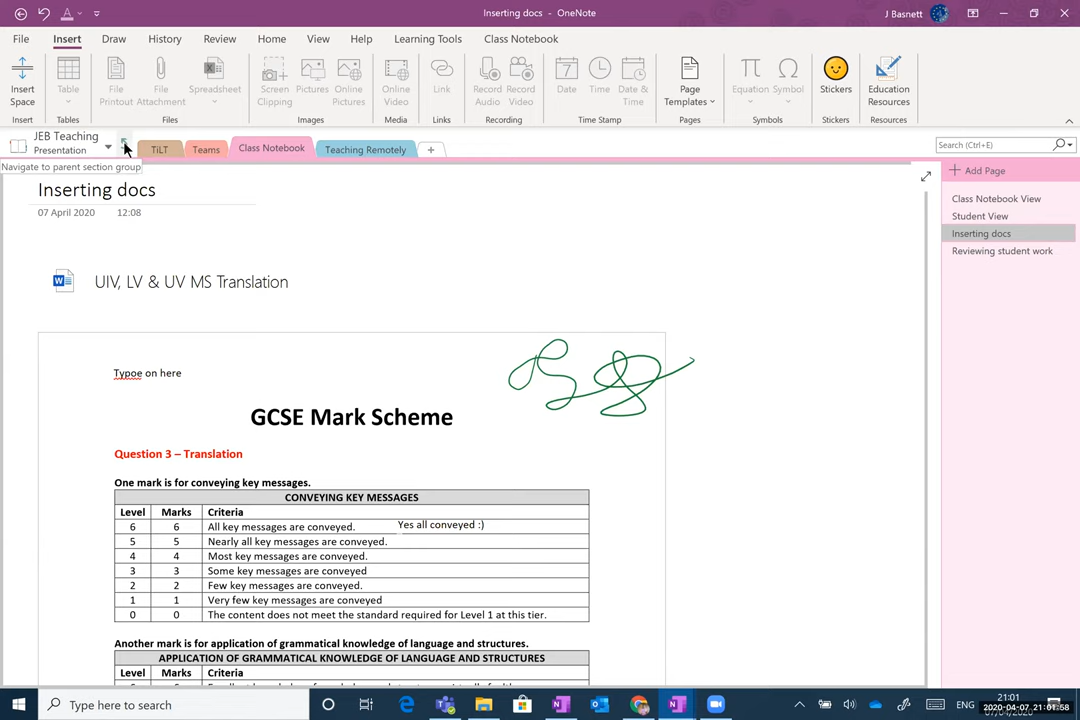 Inserting docs - OneNote
J Basnett
File Insert Draw History Review Home View Help Learning Tools Class Notebook
Insert Space
Table
File Printout
File Attachment
Spreadsheet
Screen Clipping
Pictures
Online Pictures
Online Video
Link
Record Audio
Record Video
Date
Time
Date & Time
Page Templates
Equation
Symbol
Stickers
Education Resources
Insert Tables Files Images Media Links Recording Time Stamp Pages Symbols Stickers Resources
JEB Teaching
Presentation
TiLT Teams Class Notebook Teaching Remotely +
Search (Ctrl+E)
Navigate to parent section group
Inserting docs
07 April 2020 12:08
Add Page
Class Notebook View
Student View
Inserting docs
Reviewing student work
UIV, LV & UV MS Translation
Typoe on here
GCSE Mark Scheme
Question 3 – Translation
One mark is for conveying key messages.
CONVEYING KEY MESSAGES
Level Marks Criteria
6 6 All key messages are conveyed. Yes all conveyed :)
5 5 Nearly all key messages are conveyed.
4 4 Most key messages are conveyed.
3 3 Some key messages are conveyed
2 2 Few key messages are conveyed.
1 1 Very few key messages are conveyed
0 0 The content does not meet the standard required for Level 1 at this tier.
Another mark is for application of grammatical knowledge of language and structures.
APPLICATION OF GRAMMATICAL KNOWLEDGE OF LANGUAGE AND STRUCTURES
Level Marks Criteria
Type here to search
ENG
21:01
2020-04-07 21:01:58